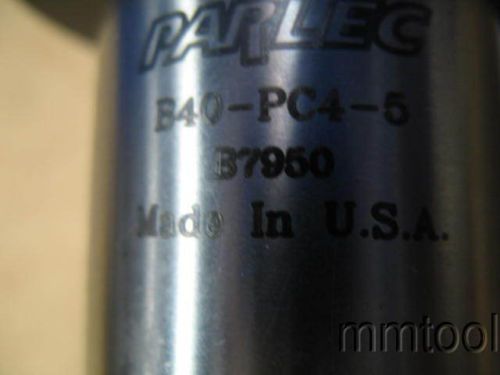 PARLEC
B40-PC4-5
B7950
Made In U.S.A.
mmtool